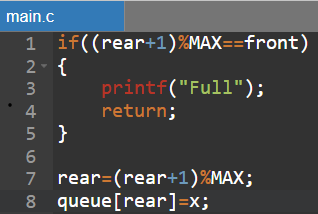 main.c
1 if((rear+1)%MAX==front)
2 {
3     printf("Full");
4     return;
5 }
6
7 rear=(rear+1)%MAX;
8 queue[rear]=x;